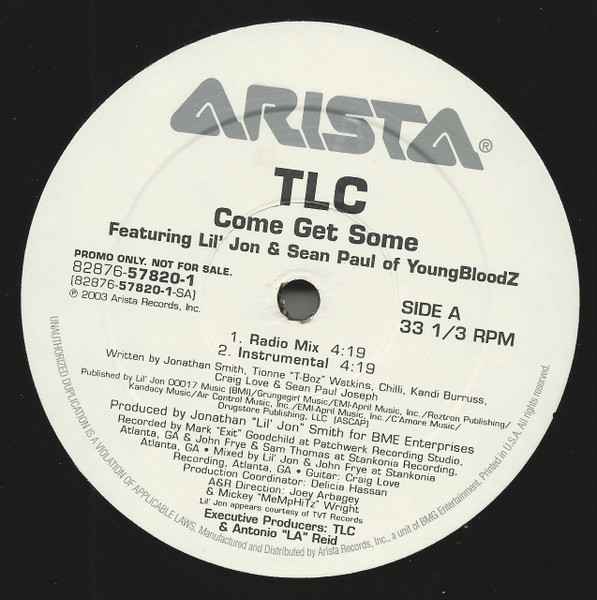 ARISTA®
TLC
Come Get Some
Featuring Lil' Jon & Sean Paul of YoungBloodZ
PROMO ONLY. NOT FOR SALE.
82876-57820-1
(82876-57820-1-SA)
℗ 2003 Arista Records, Inc.
SIDE A
33 1/3 RPM
1. Radio Mix 4:19
2. Instrumental 4:19
Written by Jonathan Smith, Tionne "T-Boz" Watkins, Chilli, Kandi Burruss,
Craig Love & Sean Paul Joseph
Published by Lil' Jon 00017 Music (BMI)/Grungegirl Music/EMI-April Music, Inc./Roztron Publishing/
Kandacy Music/Air Control Music, Inc./EMI-April Music, Inc./C'Amore Music/
Drugstore Publishing, LLC (ASCAP)
Produced by Jonathan "Lil' Jon" Smith for BME Enterprises
Recorded by Mark "Exit" Goodchild at Patchwerk Recording Studio,
Atlanta, GA & John Frye & Sam Thomas at Stankonia Recording,
Atlanta, GA • Mixed by Lil' Jon & John Frye at Stankonia
Recording, Atlanta, GA • Guitar: Craig Love
Production Coordinator: Delicia Hassan
A&R Direction: Joey Arbagey
& Mickey "MeMpHiTz" Wright
Lil' Jon appears courtesy of TVT Records
Executive Producers: TLC
& Antonio "LA" Reid
UNAUTHORIZED DUPLICATION IS A VIOLATION OF APPLICABLE LAWS. Manufactured and Distributed by Arista Records, Inc., a unit of BMG Entertainment. Printed in U.S.A. All rights reserved.